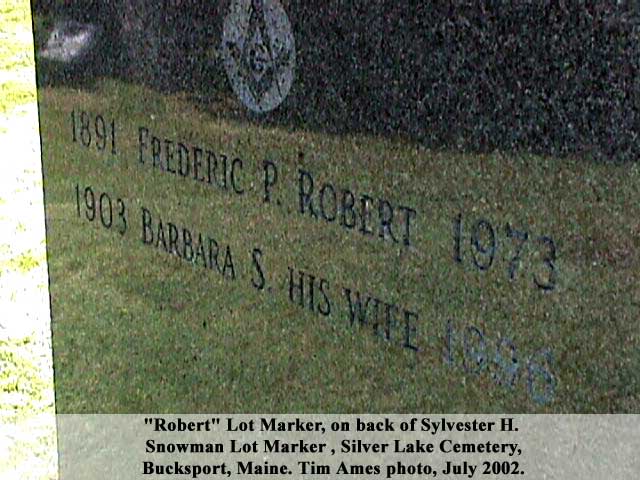 1891 FREDERIC P. ROBERT 1973
1903 BARBARA S. HIS WIFE 1996
"Robert" Lot Marker, on back of Sylvester H.
Snowman Lot Marker , Silver Lake Cemetery,
Bucksport, Maine. Tim Ames photo, July 2002.